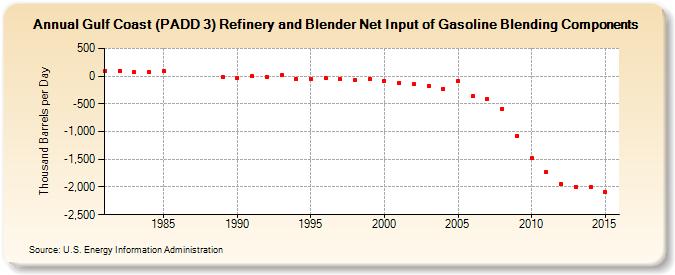 Annual Gulf Coast (PADD 3) Refinery and Blender Net Input of Gasoline Blending Components
Thousand Barrels per Day
500
0
-500
-1,000
-1,500
-2,000
-2,500
1985 1990 1995 2000 2005 2010 2015
Source: U.S. Energy Information Administration